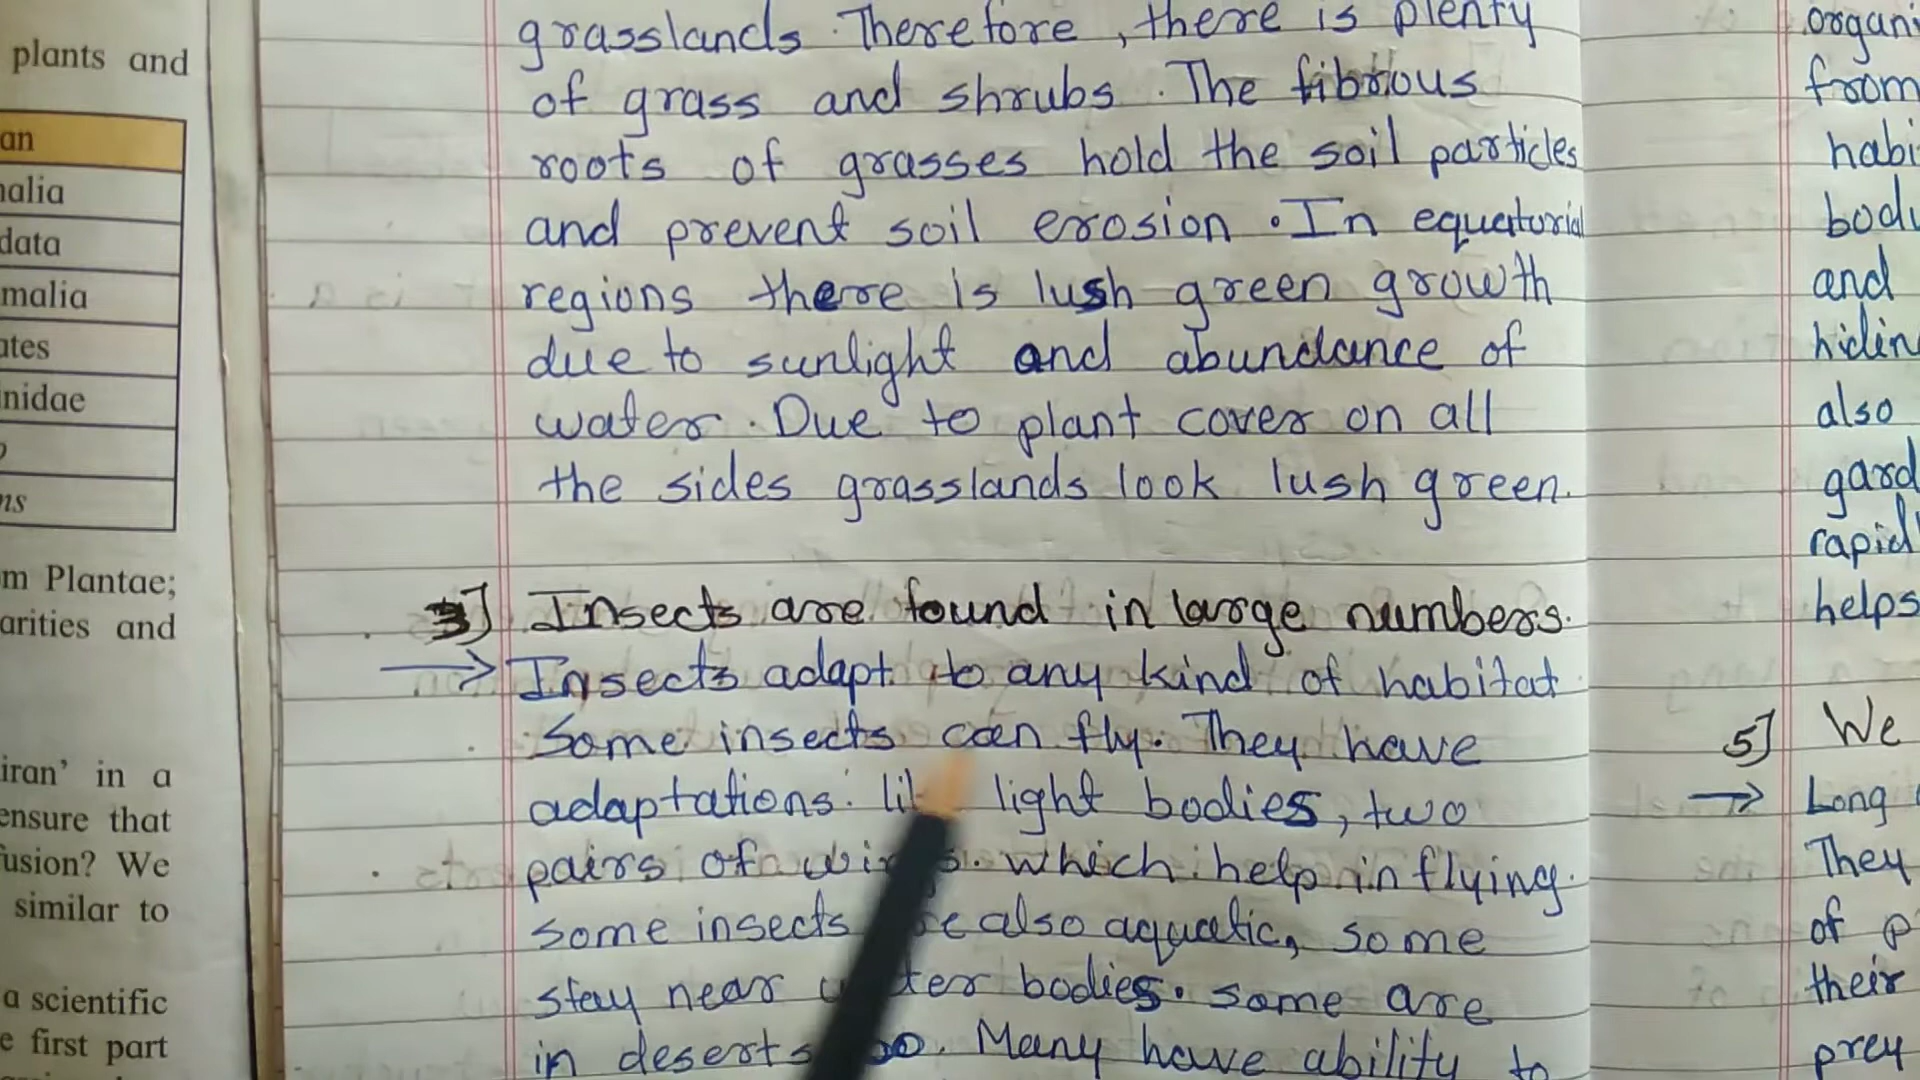 plants and
an
alia
data
malia
ates
nidae
ns
m Plantae;
arities and
iran' in a
ensure that
fusion? We
similar to
a scientific
e first part
grasslands. Therefore, there is plenty
of grass and shrubs. The fibrous
roots of grasses hold the soil particles
and prevent soil erosion. In equatorial
regions there is lush green growth
due to sunlight and abundance of
water. Due to plant cover on all
the sides grasslands look lush green.
3] Insects are found in large numbers.
→ Insects adapt to any kind of habitat
Some insects can fly. They have
adaptations light bodies, two
pairs of which help in flying.
some insects also aquatic, some
stay near bodies. some are
in deserts Many have ability to
organi
from
habi
body
and
hidin
also
gard
rapid
helps
5] We
→ Long
They
of p
their
prey